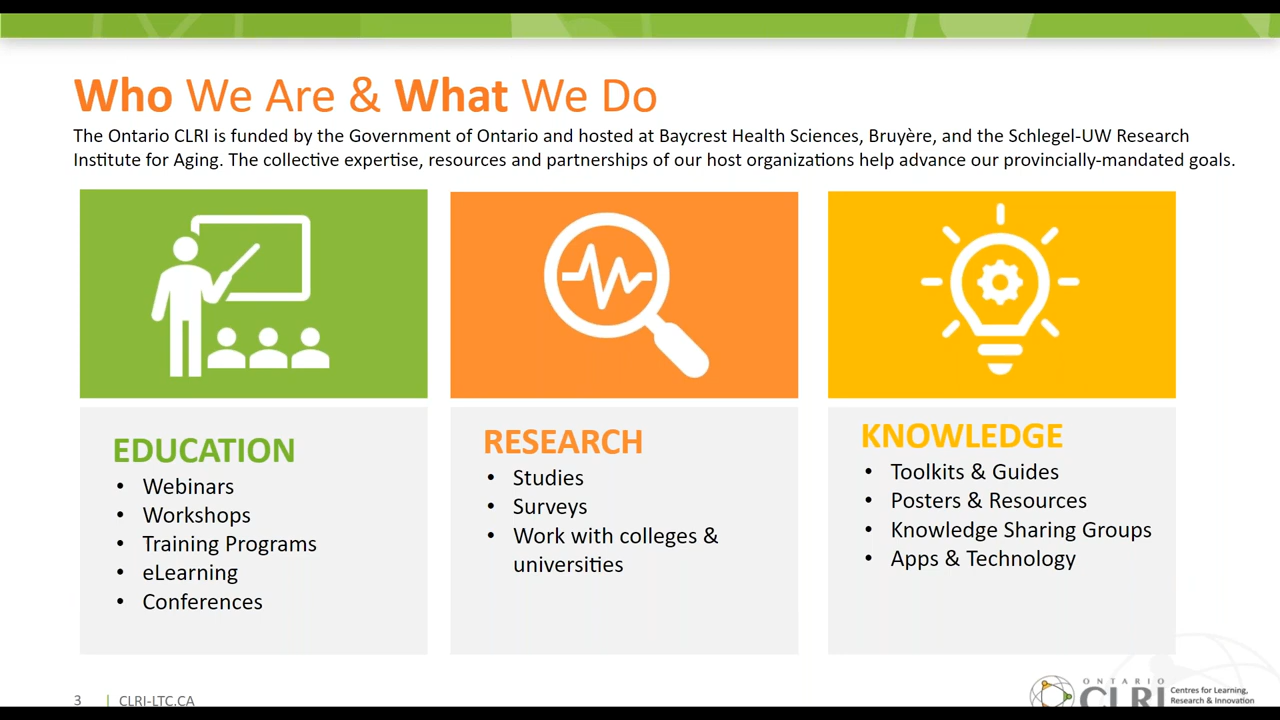 Who We Are & What We Do
The Ontario CLRI is funded by the Government of Ontario and hosted at Baycrest Health Sciences, Bruyère, and the Schlegel-UW Research
Institute for Aging. The collective expertise, resources and partnerships of our host organizations help advance our provincially-mandated goals.
EDUCATION
• Webinars
• Workshops
• Training Programs
• eLearning
• Conferences
RESEARCH
• Studies
• Surveys
• Work with colleges &
universities
KNOWLEDGE
• Toolkits & Guides
• Posters & Resources
• Knowledge Sharing Groups
• Apps & Technology
3 | CLRI-LTC.CA
ONTARIO
CLRI
Centres for Learning,
Research & Innovation